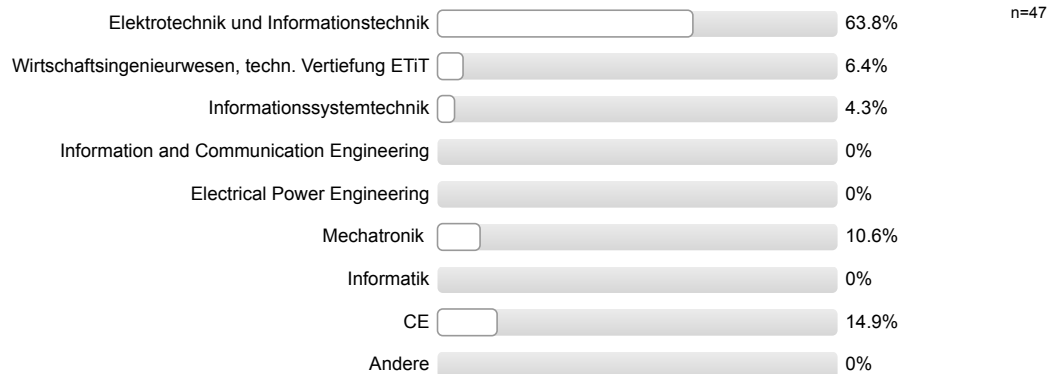 Elektrotechnik und Informationstechnik 63.8% n=47
Wirtschaftsingenieurwesen, techn. Vertiefung ETiT 6.4%
Informationssystemtechnik 4.3%
Information and Communication Engineering 0%
Electrical Power Engineering 0%
Mechatronik 10.6%
Informatik 0%
CE 14.9%
Andere 0%